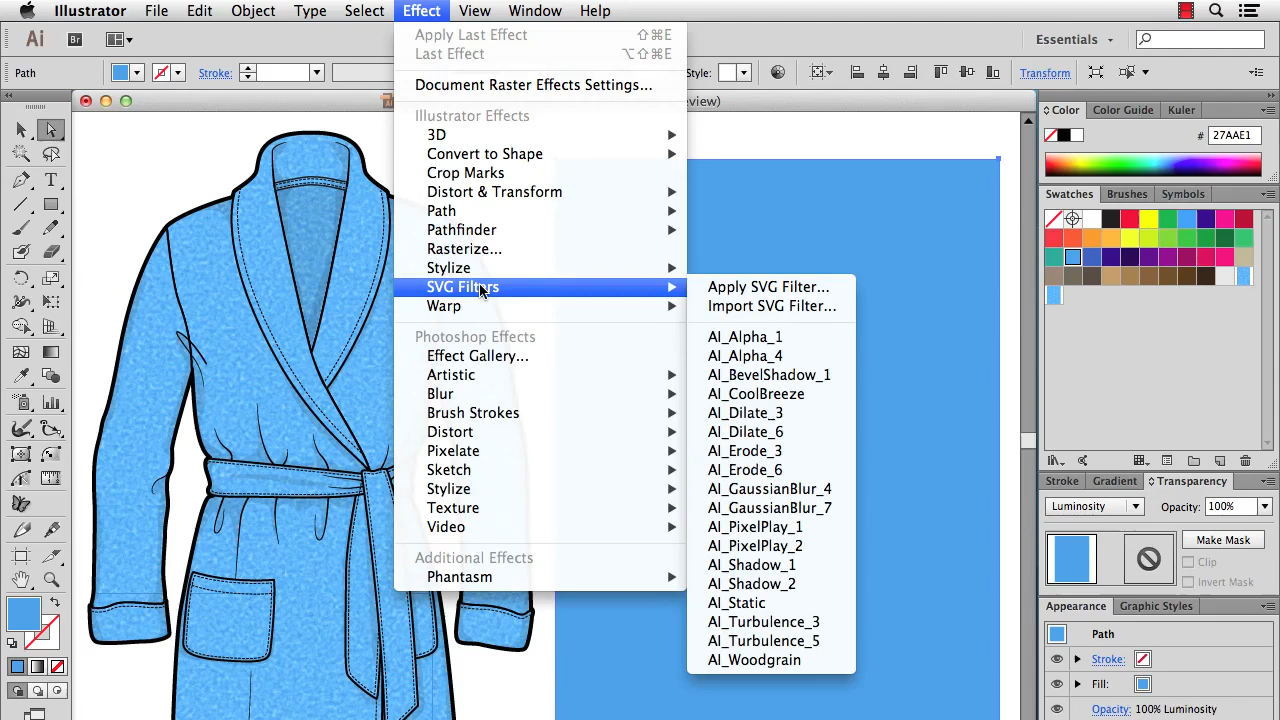 Illustrator File Edit Object Type Select Effect View Window Help
Ai Br Essentials
Path Stroke: Style: Transform
Apply Last Effect ⇧⌘E
Last Effect ⌥⇧⌘E
Document Raster Effects Settings...
Illustrator Effects
3D
Convert to Shape
Crop Marks
Distort & Transform
Path
Pathfinder
Rasterize...
Stylize
SVG Filters
Warp
Photoshop Effects
Effect Gallery...
Artistic
Blur
Brush Strokes
Distort
Pixelate
Sketch
Stylize
Texture
Video
Additional Effects
Phantasm
Apply SVG Filter...
Import SVG Filter...
AI_Alpha_1
AI_Alpha_4
AI_BevelShadow_1
AI_CoolBreeze
AI_Dilate_3
AI_Dilate_6
AI_Erode_3
AI_Erode_6
AI_GaussianBlur_4
AI_GaussianBlur_7
AI_PixelPlay_1
AI_PixelPlay_2
AI_Shadow_1
AI_Shadow_2
AI_Static
AI_Turbulence_3
AI_Turbulence_5
AI_Woodgrain
Color Color Guide Kuler
# 27AAE1
Swatches Brushes Symbols
Stroke Gradient Transparency
Luminosity Opacity: 100%
Make Mask
Clip
Invert Mask
Appearance Graphic Styles
Path
Stroke:
Fill:
Opacity: 100% Luminosity